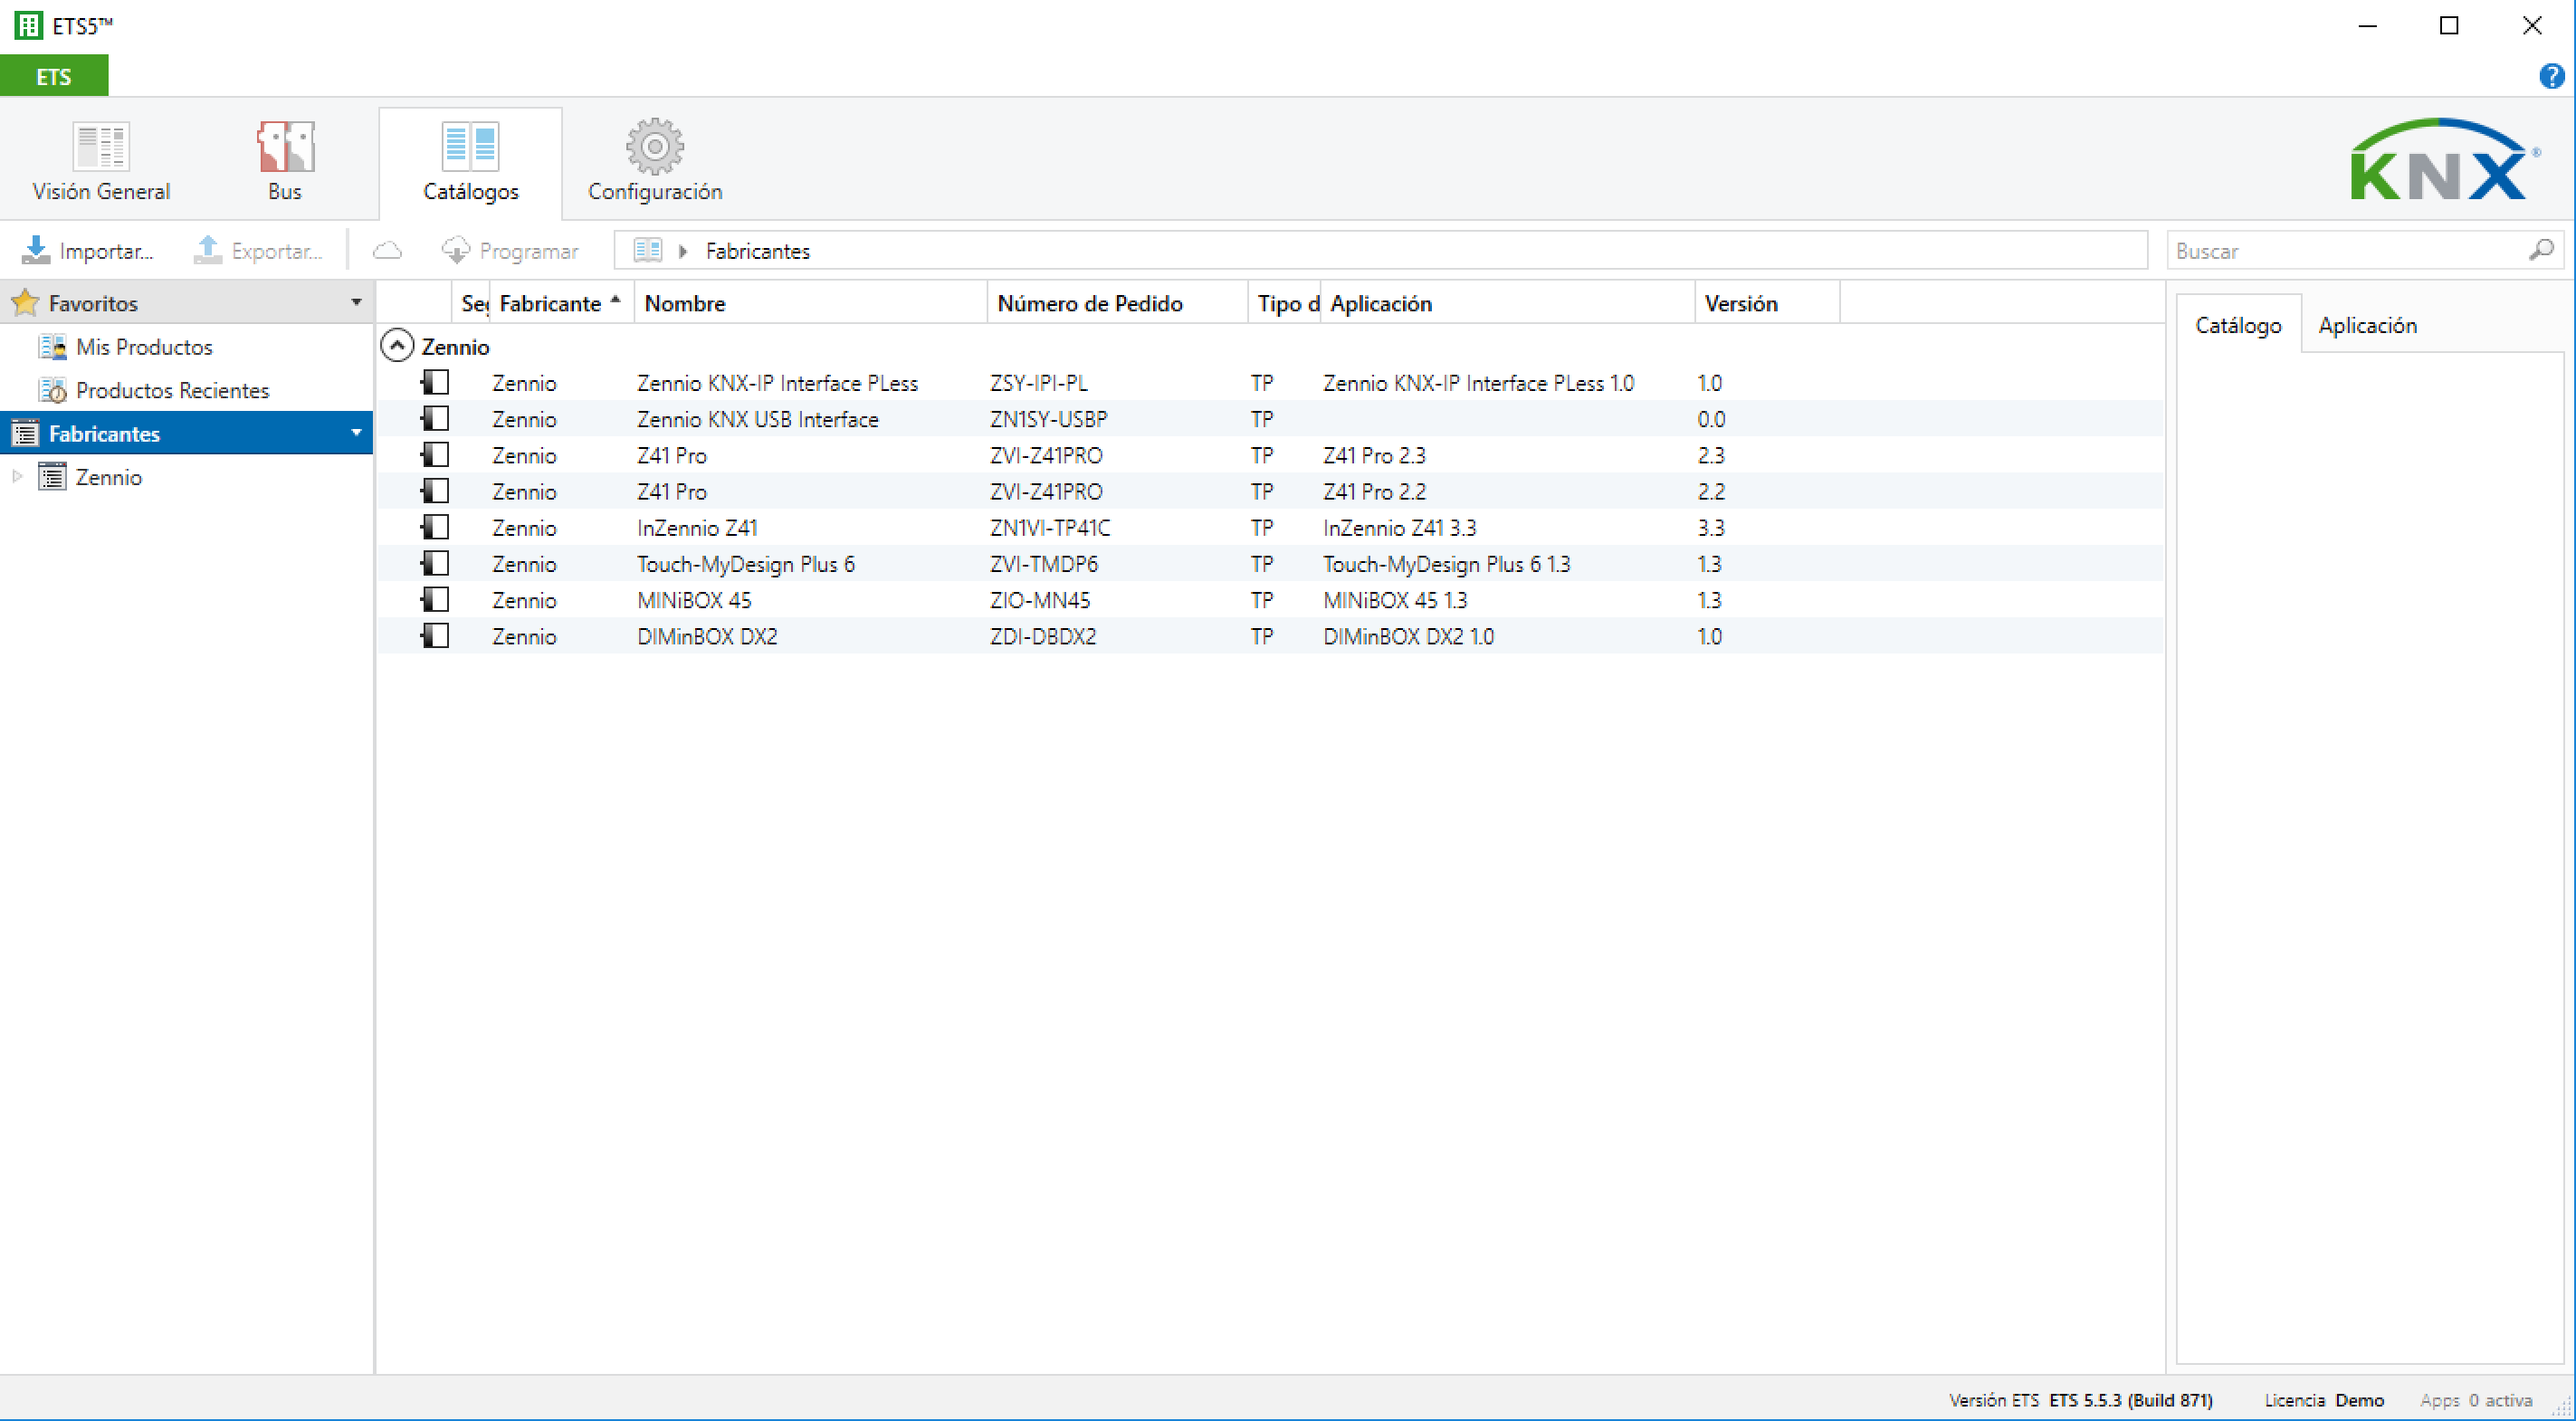 ETS5™
ETS
?
Visión General
Bus
Catálogos
Configuración
KNX®
Importar...
Exportar...
Programar
Fabricantes
Buscar
Favoritos
Mis Productos
Productos Recientes
Fabricantes
Zennio
Seg Fabricante Nombre Número de Pedido Tipo d Aplicación Versión
Zennio
Zennio Zennio KNX-IP Interface PLess ZSY-IPI-PL TP Zennio KNX-IP Interface PLess 1.0 1.0
Zennio Zennio KNX USB Interface ZN1SY-USBP TP 0.0
Zennio Z41 Pro ZVI-Z41PRO TP Z41 Pro 2.3 2.3
Zennio Z41 Pro ZVI-Z41PRO TP Z41 Pro 2.2 2.2
Zennio InZennio Z41 ZN1VI-TP41C TP InZennio Z41 3.3 3.3
Zennio Touch-MyDesign Plus 6 ZVI-TMDP6 TP Touch-MyDesign Plus 6 1.3 1.3
Zennio MINiBOX 45 ZIO-MN45 TP MINiBOX 45 1.3 1.3
Zennio DIMinBOX DX2 ZDI-DBDX2 TP DIMinBOX DX2 1.0 1.0
Catálogo Aplicación
Versión ETS ETS 5.5.3 (Build 871) Licencia Demo Apps 0 activa